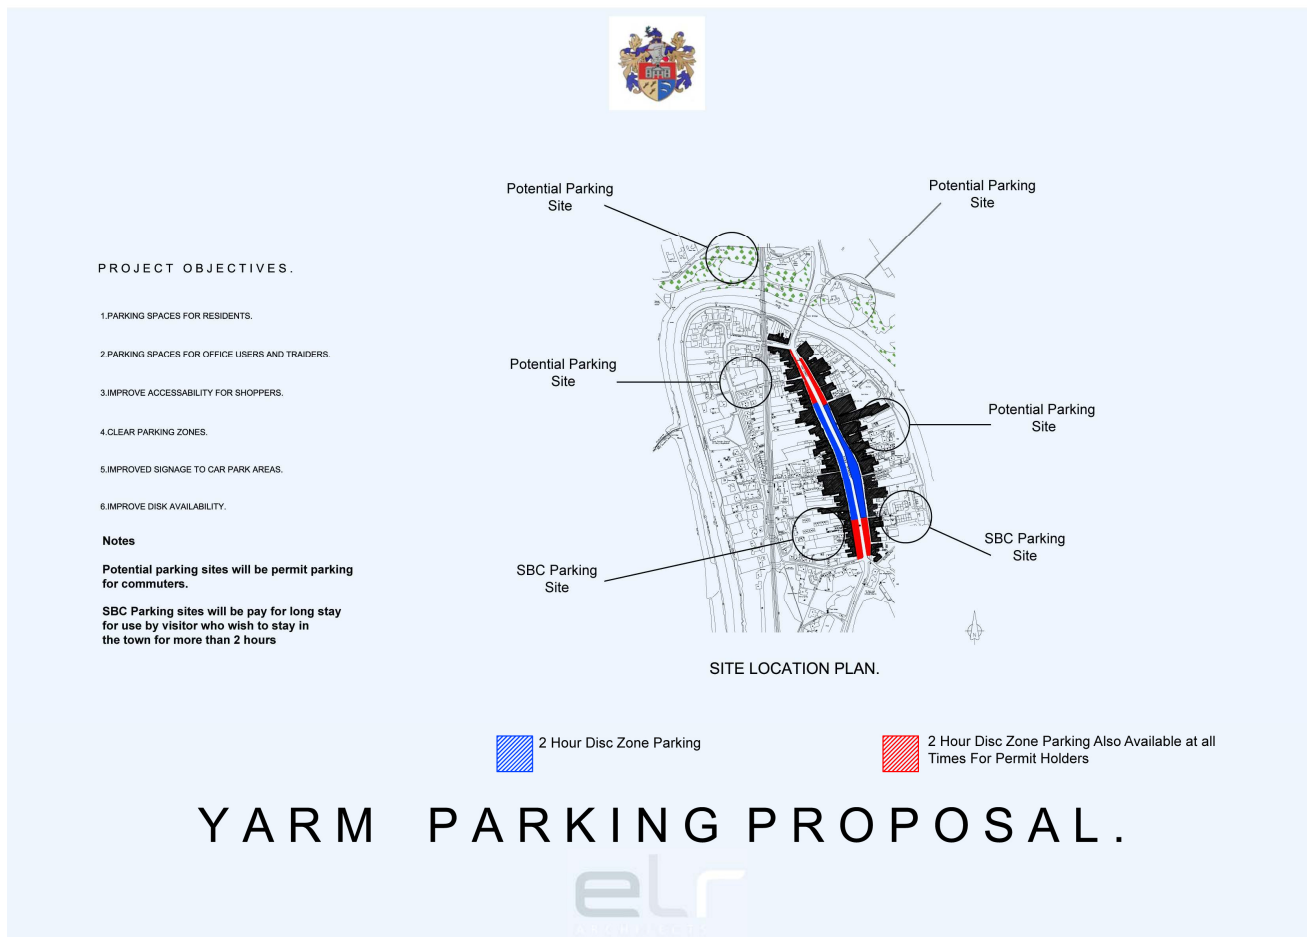 Potential Parking
Site
Potential Parking
Site
PROJECT OBJECTIVES.
1.PARKING SPACES FOR RESIDENTS.
2.PARKING SPACES FOR OFFICE USERS AND TRAIDERS.
3.IMPROVE ACCESSABILITY FOR SHOPPERS.
4.CLEAR PARKING ZONES.
5.IMPROVED SIGNAGE TO CAR PARK AREAS.
6.IMPROVE DISK AVAILABILITY.
Notes
Potential parking sites will be permit parking
for commuters.
SBC Parking sites will be pay for long stay
for use by visitor who wish to stay in
the town for more than 2 hours
Potential Parking
Site
Potential Parking
Site
SBC Parking
Site
SBC Parking
Site
N
SITE LOCATION PLAN.
2 Hour Disc Zone Parking
2 Hour Disc Zone Parking Also Available at all
Times For Permit Holders
YARM PARKING PROPOSAL.
elr